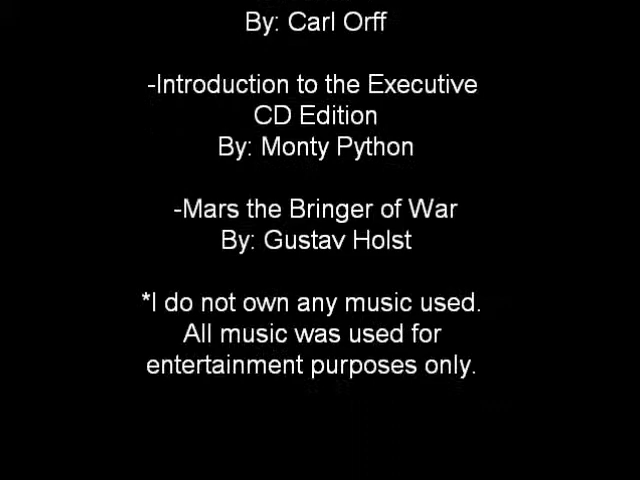 By: Carl Orff
-Introduction to the Executive
CD Edition
By: Monty Python
-Mars the Bringer of War
By: Gustav Holst
*I do not own any music used.
All music was used for
entertainment purposes only.